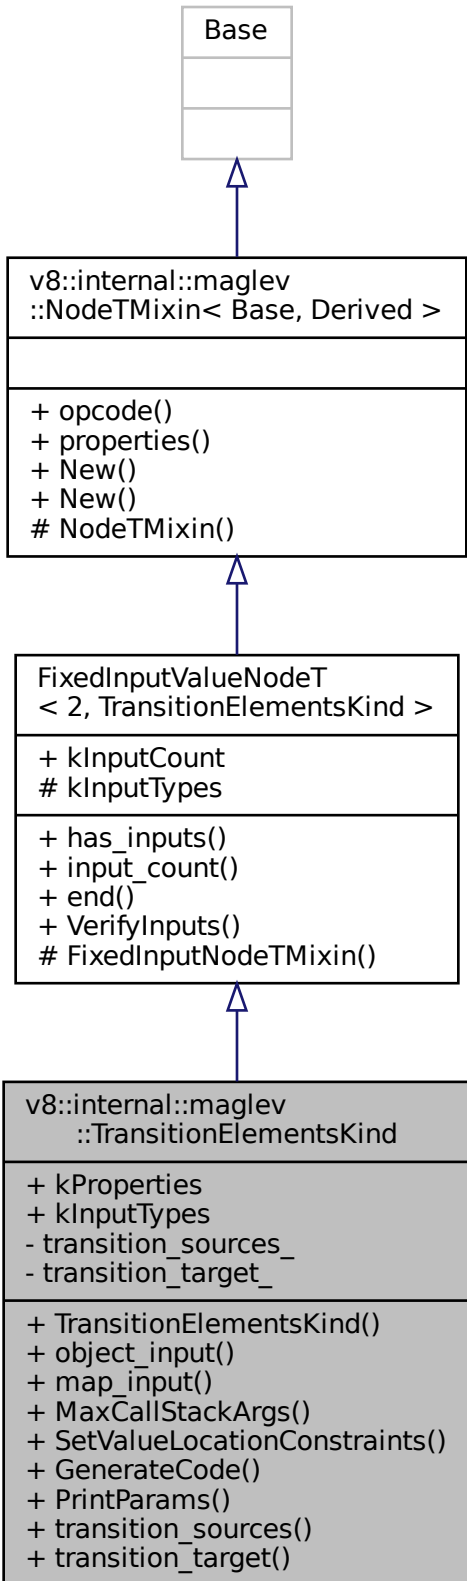 Base
v8::internal::maglev
::NodeTMixin< Base, Derived >
+ opcode()
+ properties()
+ New()
+ New()
# NodeTMixin()
FixedInputValueNodeT
< 2, TransitionElementsKind >
+ kInputCount
# kInputTypes
+ has_inputs()
+ input_count()
+ end()
+ VerifyInputs()
# FixedInputNodeTMixin()
v8::internal::maglev
::TransitionElementsKind
+ kProperties
+ kInputTypes
- transition_sources_
- transition_target_
+ TransitionElementsKind()
+ object_input()
+ map_input()
+ MaxCallStackArgs()
+ SetValueLocationConstraints()
+ GenerateCode()
+ PrintParams()
+ transition_sources()
+ transition_target()